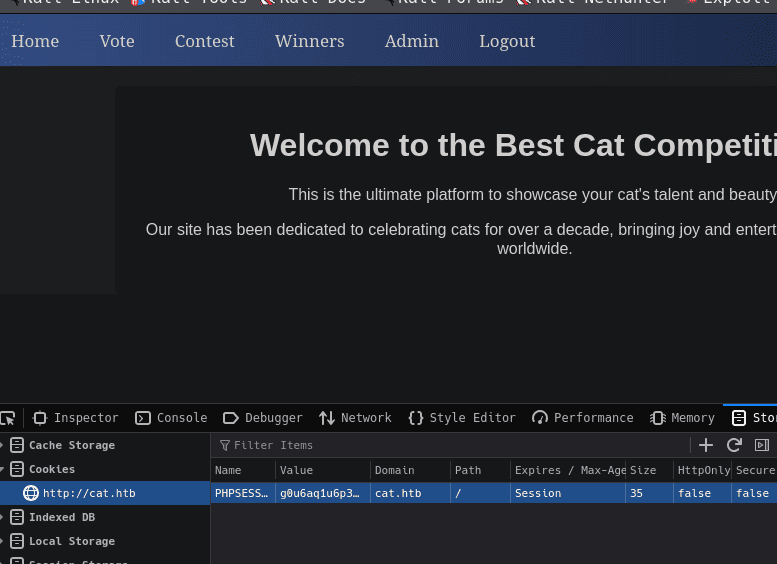 Kali Linux Kali Tools Kali Docs Kali Forums Kali NetHunter Exploit
Home Vote Contest Winners Admin Logout
Welcome to the Best Cat Competiti
This is the ultimate platform to showcase your cat's talent and beauty
Our site has been dedicated to celebrating cats for over a decade, bringing joy and entert
worldwide.
Inspector Console Debugger Network Style Editor Performance Memory Sto
Cache Storage
Filter Items
Cookies
Name Value Domain Path Expires / Max-Age Size HttpOnly Secure
http://cat.htb
PHPSESS... g0u6aq1u6p3... cat.htb / Session 35 false false
Indexed DB
Local Storage
Session Storage